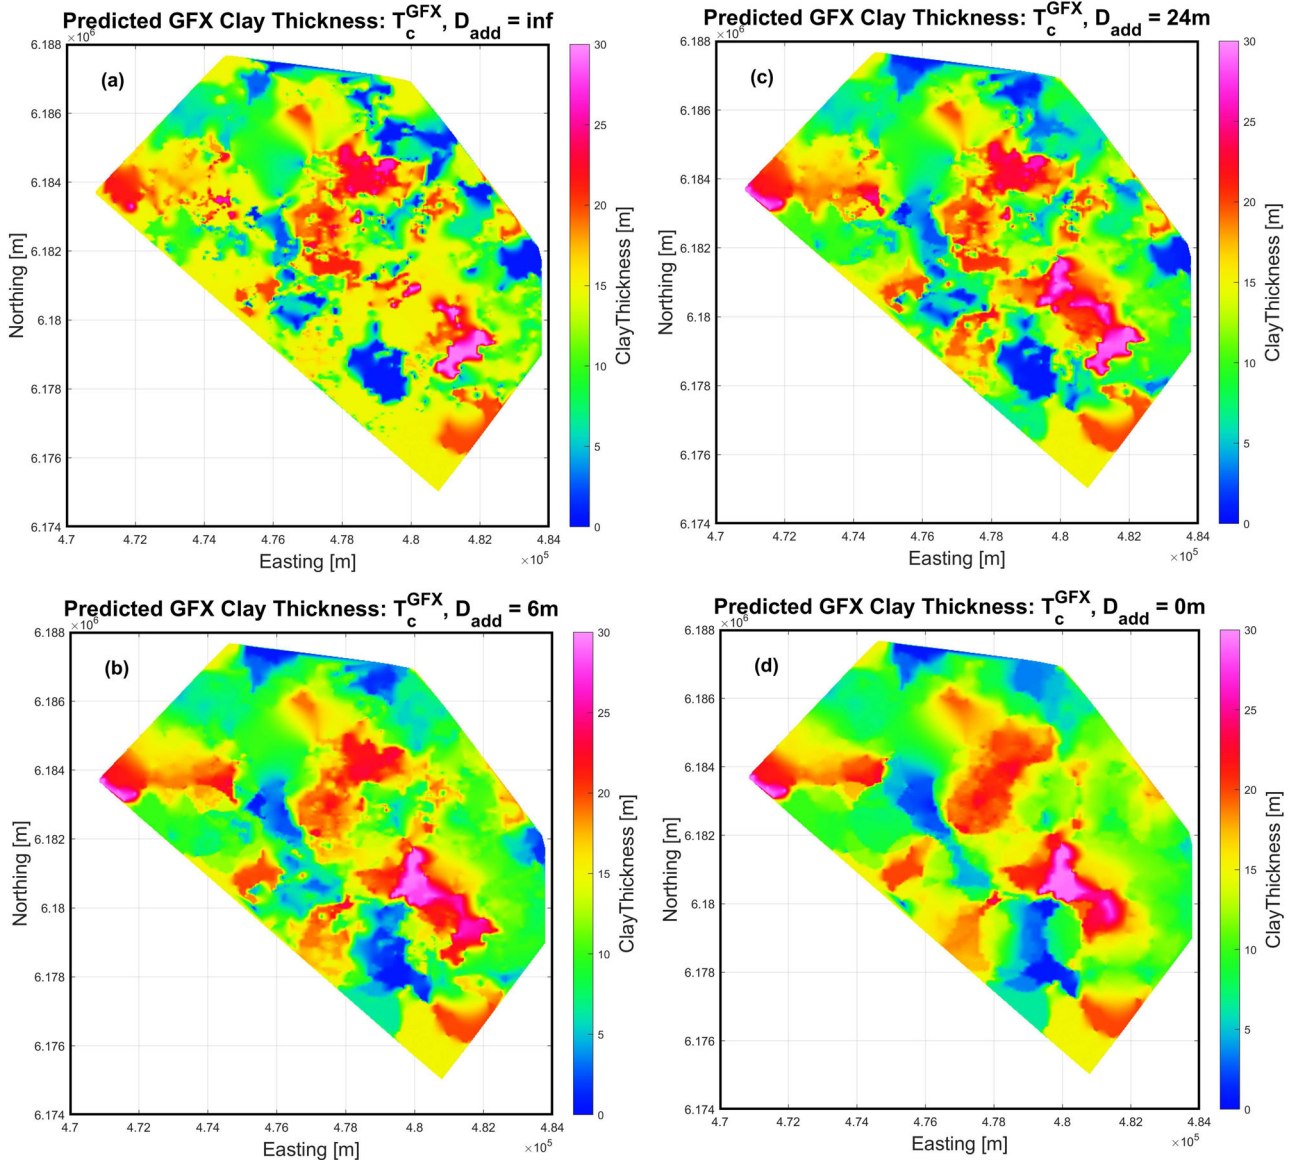 Predicted GFX Clay Thickness: T_c^GFX, D_add = inf
×10^6
6.188
6.186
6.184
6.182
6.18
6.178
6.176
6.174
Northing [m]
(a)
4.7 4.72 4.74 4.76 4.78 4.8 4.82 4.84
×10^5
Easting [m]
30
25
20
15
10
5
0
ClayThickness [m]
Predicted GFX Clay Thickness: T_c^GFX, D_add = 24m
×10^6
6.188
6.186
6.184
6.182
6.18
6.178
6.176
6.174
Northing [m]
(c)
4.7 4.72 4.74 4.76 4.78 4.8 4.82 4.84
×10^5
Easting [m]
30
25
20
15
10
5
0
ClayThickness [m]
Predicted GFX Clay Thickness: T_c^GFX, D_add = 6m
×10^6
6.188
6.186
6.184
6.182
6.18
6.178
6.176
6.174
Northing [m]
(b)
4.7 4.72 4.74 4.76 4.78 4.8 4.82 4.84
×10^5
Easting [m]
30
25
20
15
10
5
0
ClayThickness [m]
Predicted GFX Clay Thickness: T_c^GFX, D_add = 0m
×10^6
6.188
6.186
6.184
6.182
6.18
6.178
6.176
6.174
Northing [m]
(d)
4.7 4.72 4.74 4.76 4.78 4.8 4.82 4.84
×10^5
Easting [m]
30
25
20
15
10
5
0
ClayThickness [m]